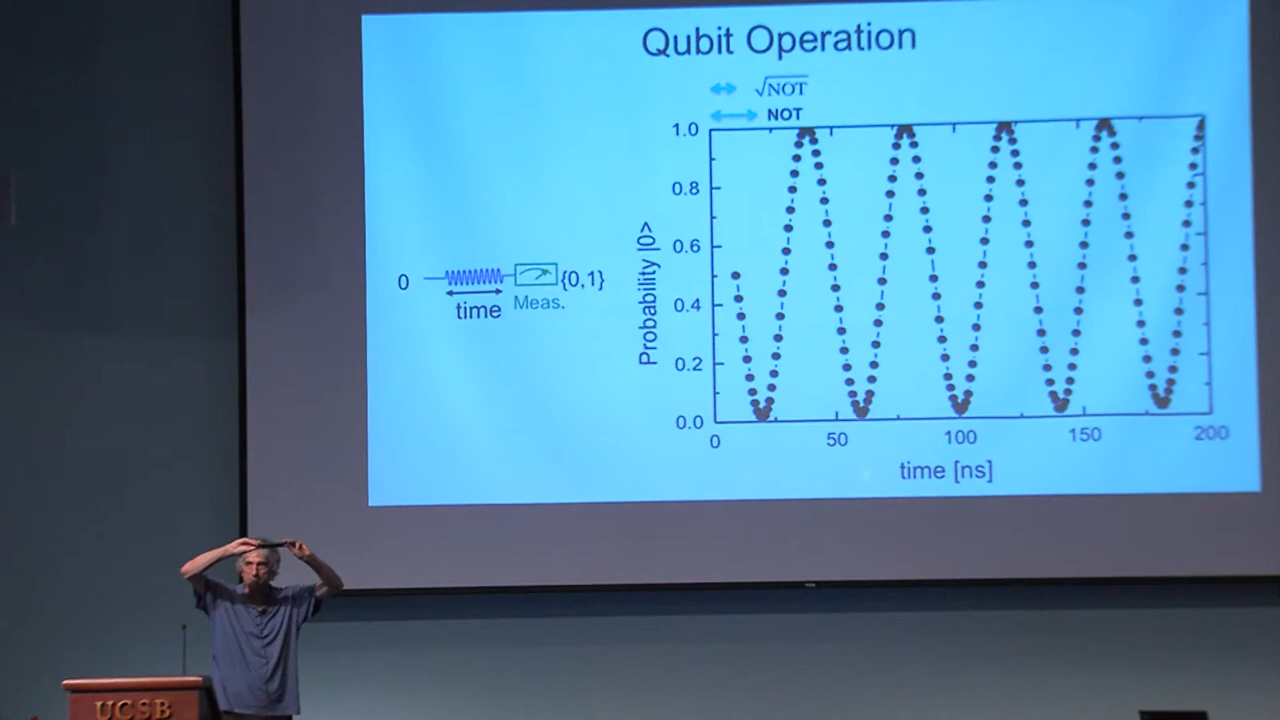 Qubit Operation
√NOT
NOT
1.0
0.8
0.6
0.4
0.2
0.0
Probability |0>
0
50
100
150
200
time [ns]
0
{0,1}
time
Meas.
UCSB